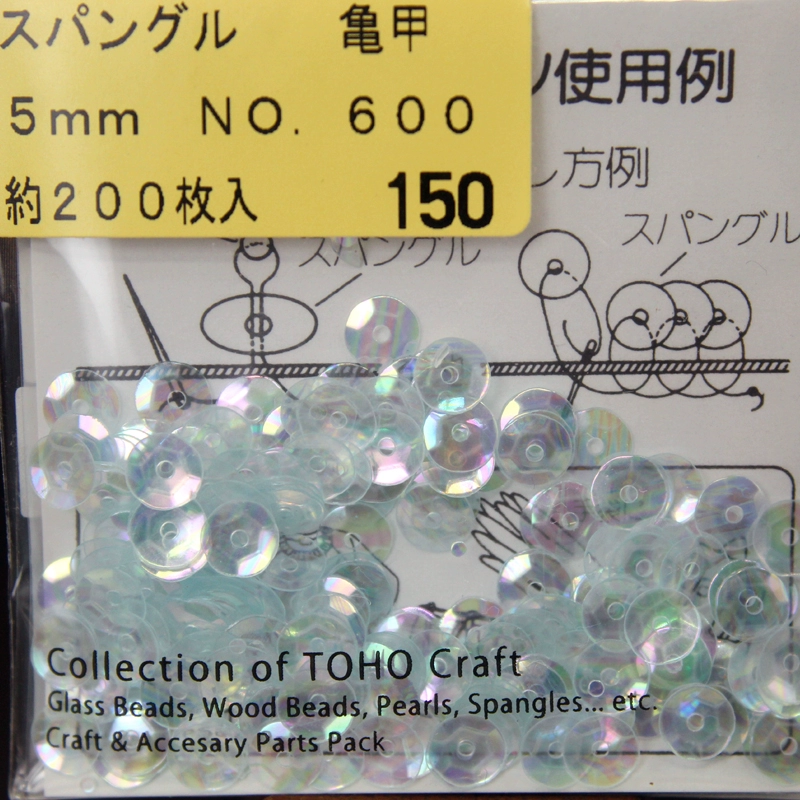 スパングル 亀甲
5mm NO. 600
約200枚入 150
使用例
し方例
スパングル
スパングル
Collection of TOHO Craft
Glass Beads, Wood Beads, Pearls, Spangles... etc.
Craft & Accesary Parts Pack